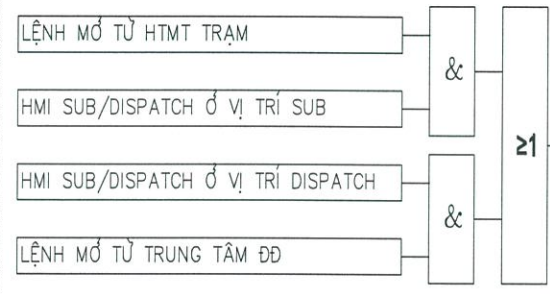 LỆNH MỞ TỪ HTMT TRẠM
HMI SUB/DISPATCH Ở VỊ TRÍ SUB
&
HMI SUB/DISPATCH Ở VỊ TRÍ DISPATCH
LỆNH MỞ TỪ TRUNG TÂM ĐĐ
&
≥1